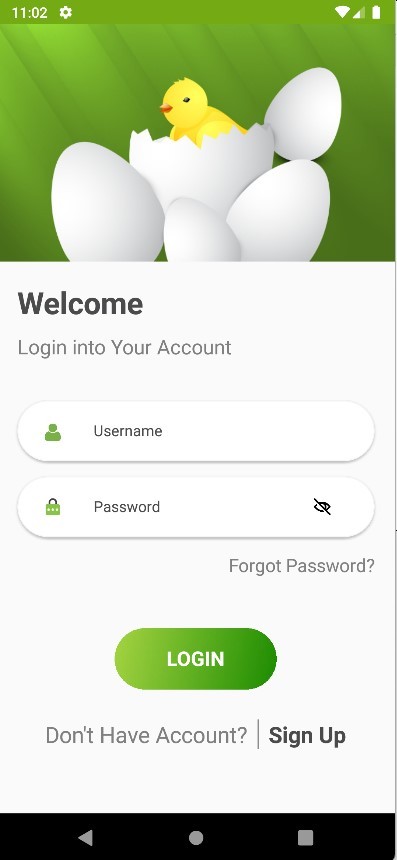 11:02
Welcome
Login into Your Account
Username
Password
Forgot Password?
LOGIN
Don't Have Account? Sign Up